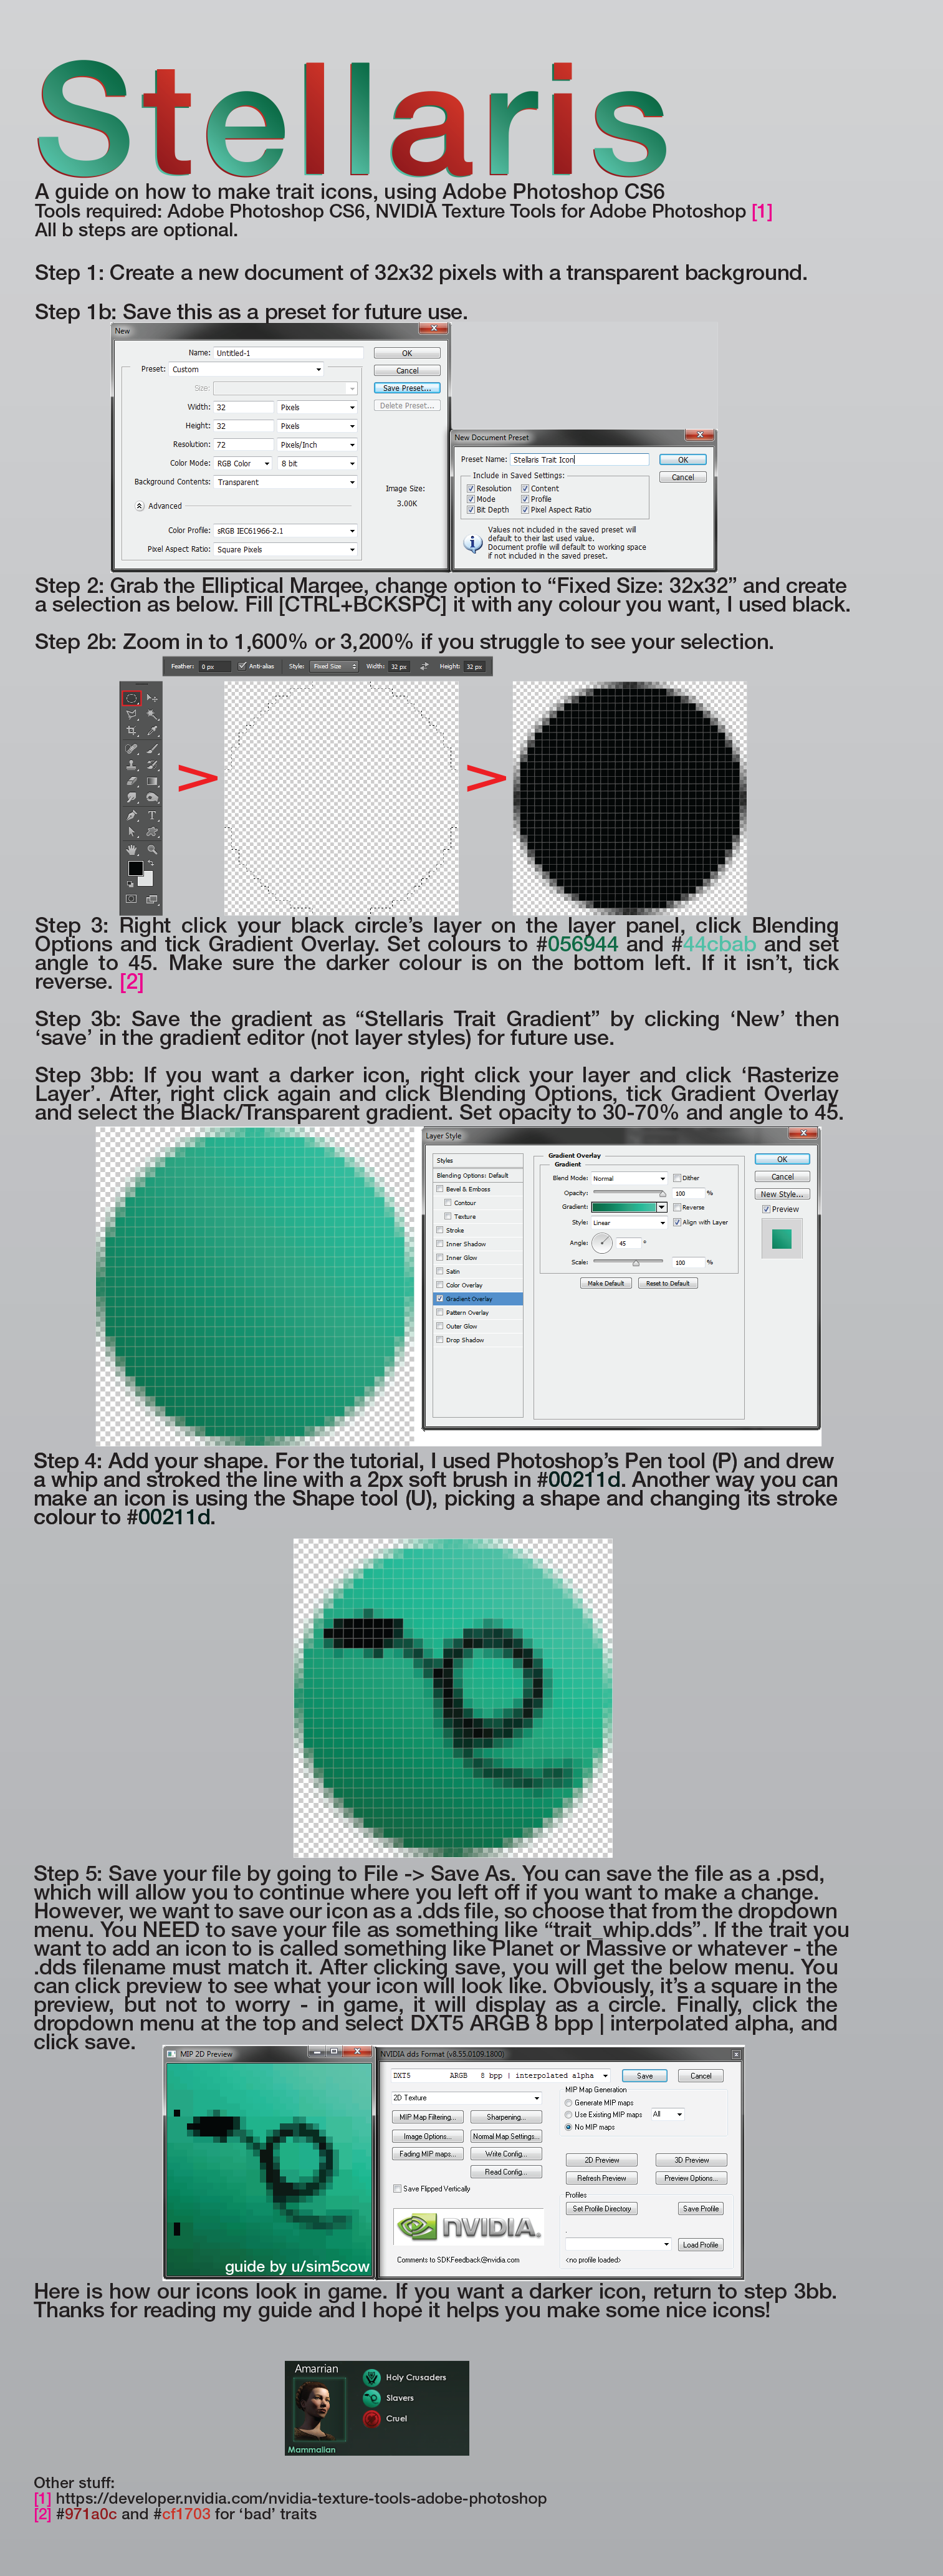 Stellaris
A guide on how to make trait icons, using Adobe Photoshop CS6
Tools required: Adobe Photoshop CS6, NVIDIA Texture Tools for Adobe Photoshop [1]
All b steps are optional.
Step 1: Create a new document of 32x32 pixels with a transparent background.
Step 1b: Save this as a preset for future use.
New
Name: Untitled-1
OK
Preset: Custom
Cancel
Size:
Save Preset...
Width: 32 Pixels
Delete Preset...
Height: 32 Pixels
Resolution: 72 Pixels/Inch
Color Mode: RGB Color 8 bit
Background Contents: Transparent
Image Size:
3.00K
Advanced
Color Profile: sRGB IEC61966-2.1
Pixel Aspect Ratio: Square Pixels
New Document Preset
Preset Name: Stellaris Trait Icon
OK
Include in Saved Settings:
Cancel
Resolution Content
Mode Profile
Bit Depth Pixel Aspect Ratio
Values not included in the saved preset will
default to their last used value.
Document profile will default to working space
if not included in the saved preset.
Step 2: Grab the Elliptical Marqee, change option to “Fixed Size: 32x32” and create
a selection as below. Fill [CTRL+BCKSPC] it with any colour you want, I used black.
Step 2b: Zoom in to 1,600% or 3,200% if you struggle to see your selection.
Feather: 0 px Anti-alias Style: Fixed Size Width: 32 px Height: 32 px
> >
Step 3: Right click your black circle’s layer on the layer panel, click Blending
Options and tick Gradient Overlay. Set colours to #056944 and #44cbab and set
angle to 45. Make sure the darker colour is on the bottom left. If it isn’t, tick
reverse. [2]
Step 3b: Save the gradient as “Stellaris Trait Gradient” by clicking ‘New’ then
‘save’ in the gradient editor (not layer styles) for future use.
Step 3bb: If you want a darker icon, right click your layer and click ‘Rasterize
Layer’. After, right click again and click Blending Options, tick Gradient Overlay
and select the Black/Transparent gradient. Set opacity to 30-70% and angle to 45.
Layer Style
Styles
Blending Options: Default
Bevel & Emboss
Contour
Texture
Stroke
Inner Shadow
Inner Glow
Satin
Color Overlay
Gradient Overlay
Pattern Overlay
Outer Glow
Drop Shadow
Gradient Overlay
Gradient
Blend Mode: Normal Dither
Opacity: 100 %
Gradient: Reverse
Style: Linear Align with Layer
Angle: 45 °
Scale: 100 %
Make Default Reset to Default
OK
Cancel
New Style...
Preview
Step 4: Add your shape. For the tutorial, I used Photoshop’s Pen tool (P) and drew
a whip and stroked the line with a 2px soft brush in #00211d. Another way you can
make an icon is using the Shape tool (U), picking a shape and changing its stroke
colour to #00211d.
Step 5: Save your file by going to File -> Save As. You can save the file as a .psd,
which will allow you to continue where you left off if you want to make a change.
However, we want to save our icon as a .dds file, so choose that from the dropdown
menu. You NEED to save your file as something like “trait_whip.dds”. If the trait you
want to add an icon to is called something like Planet or Massive or whatever - the
.dds filename must match it. After clicking save, you will get the below menu. You
can click preview to see what your icon will look like. Obviously, it’s a square in the
preview, but not to worry - in game, it will display as a circle. Finally, click the
dropdown menu at the top and select DXT5 ARGB 8 bpp | interpolated alpha, and
click save.
MIP 2D Preview
guide by u/sim5cow
NVIDIA dds Format (v8.55.0109.1800)
DXT5 ARGB 8 bpp | interpolated alpha
Save Cancel
2D Texture
MIP Map Filtering... Sharpening...
Image Options... Normal Map Settings...
Fading MIP maps... Write Config...
Read Config...
Save Flipped Vertically
MIP Map Generation
Generate MIP maps
Use Existing MIP maps All
No MIP maps
2D Preview 3D Preview
Refresh Preview Preview Options...
Profiles
Set Profile Directory Save Profile
Load Profile
<no profile loaded>
NVIDIA.
Comments to SDKFeedback@nvidia.com
Here is how our icons look in game. If you want a darker icon, return to step 3bb.
Thanks for reading my guide and I hope it helps you make some nice icons!
Amarrian
Holy Crusaders
Slavers
Cruel
Mammalian
Other stuff:
[1] https://developer.nvidia.com/nvidia-texture-tools-adobe-photoshop
[2] #971a0c and #cf1703 for ‘bad’ traits